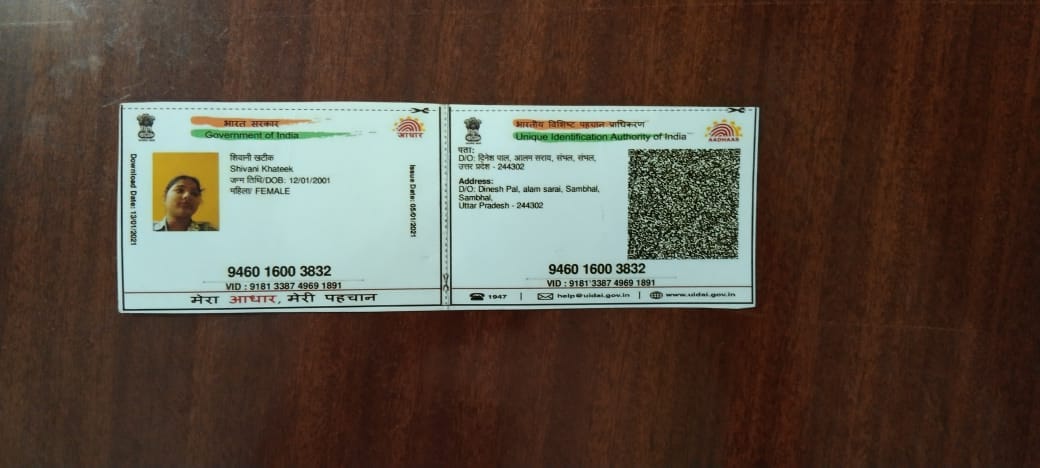 भारत सरकार
Government of India
आधार
Download Date: 13/01/2021
शिवानी खटीक
Shivani Khateek
जन्म तिथि/DOB: 12/01/2001
महिला/ FEMALE
Issue Date: 05/01/2021
9460 1600 3832
VID : 9181 3387 4969 1891
मेरा आधार, मेरी पहचान
भारतीय विशिष्ट पहचान प्राधिकरण
Unique Identification Authority of India
AADHAAR
पता:
D/O: दिनेश पाल, आलम सराय, संभल, संभल,
उत्तर प्रदेश - 244302
Address:
D/O: Dinesh Pal, alam sarai, Sambhal,
Sambhal,
Uttar Pradesh - 244302
9460 1600 3832
VID : 9181 3387 4969 1891
1947 | help@uidai.gov.in | www.uidai.gov.in